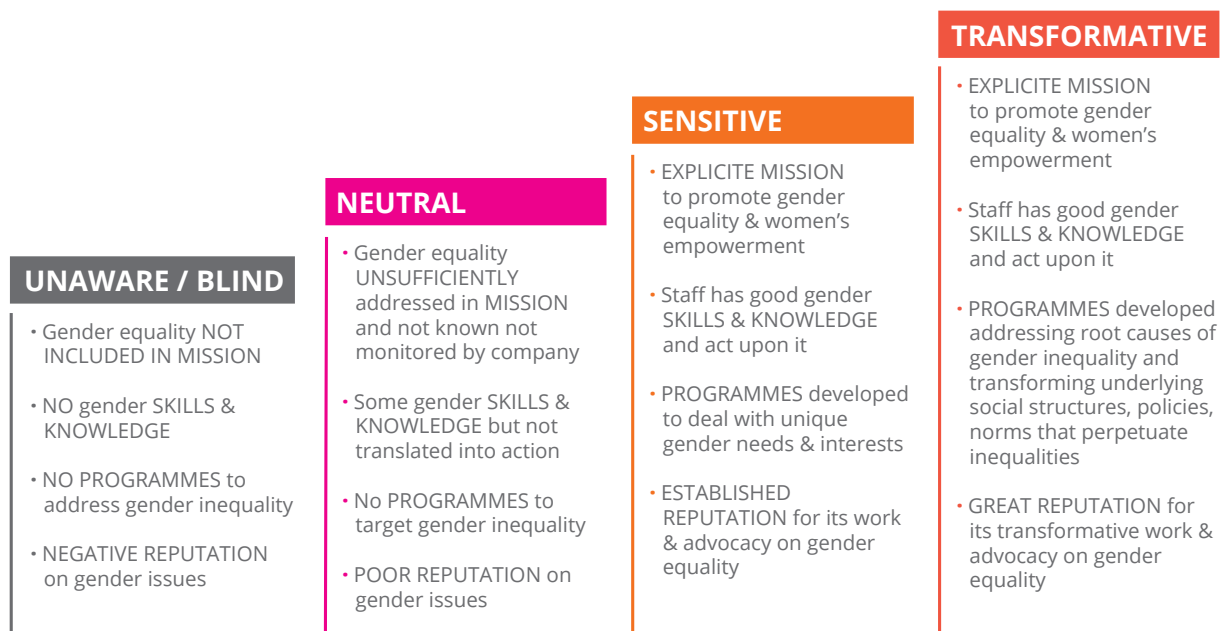 UNAWARE / BLIND
· Gender equality NOT
INCLUDED IN MISSION
· NO gender SKILLS &
KNOWLEDGE
· NO PROGRAMMES to
address gender inequality
· NEGATIVE REPUTATION
on gender issues
NEUTRAL
· Gender equality
UNSUFFICIENTLY
addressed in MISSION
and not known not
monitored by company
· Some gender SKILLS &
KNOWLEDGE but not
translated into action
· No PROGRAMMES to
target gender inequality
· POOR REPUTATION on
gender issues
SENSITIVE
· EXPLICITE MISSION
to promote gender
equality & women’s
empowerment
· Staff has good gender
SKILLS & KNOWLEDGE
and act upon it
· PROGRAMMES developed
to deal with unique
gender needs & interests
· ESTABLISHED
REPUTATION for its work
& advocacy on gender
equality
TRANSFORMATIVE
· EXPLICITE MISSION
to promote gender
equality & women’s
empowerment
· Staff has good gender
SKILLS & KNOWLEDGE
and act upon it
· PROGRAMMES developed
addressing root causes of
gender inequality and
transforming underlying
social structures, policies,
norms that perpetuate
inequalities
· GREAT REPUTATION for
its transformative work &
advocacy on gender
equality